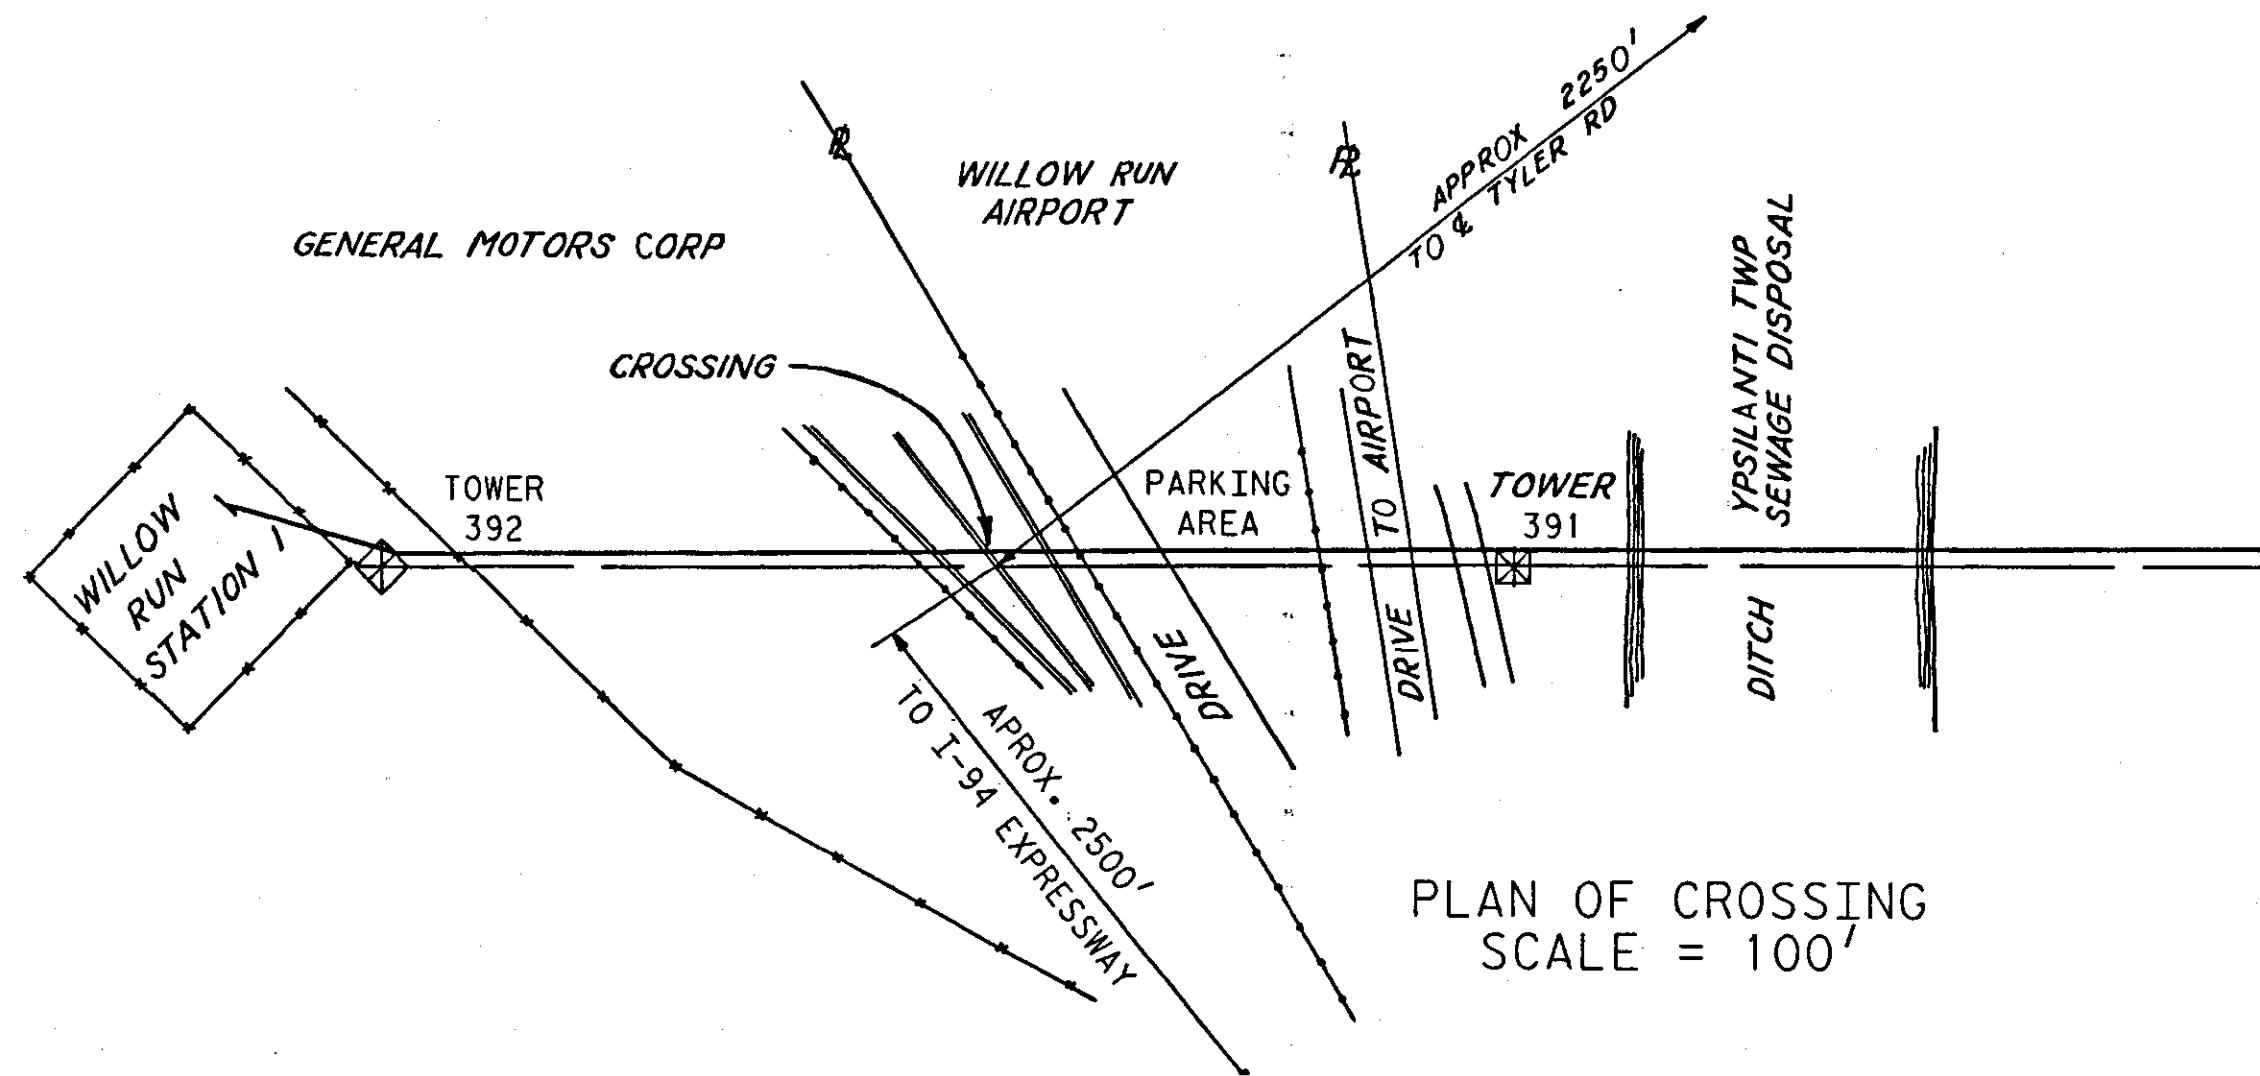 GENERAL MOTORS CORP
℄
WILLOW RUN
AIRPORT
℄
APPROX 2250'
TO ℄ TYLER RD
CROSSING
TOWER
392
PARKING
AREA
DRIVE TO AIRPORT
TOWER
391
YPSILANTI TWP
SEWAGE DISPOSAL
WILLOW
RUN
STATION 1
DRIVE
DITCH
APROX. 2500'
TO I-94 EXPRESSWAY
PLAN OF CROSSING
SCALE = 100'